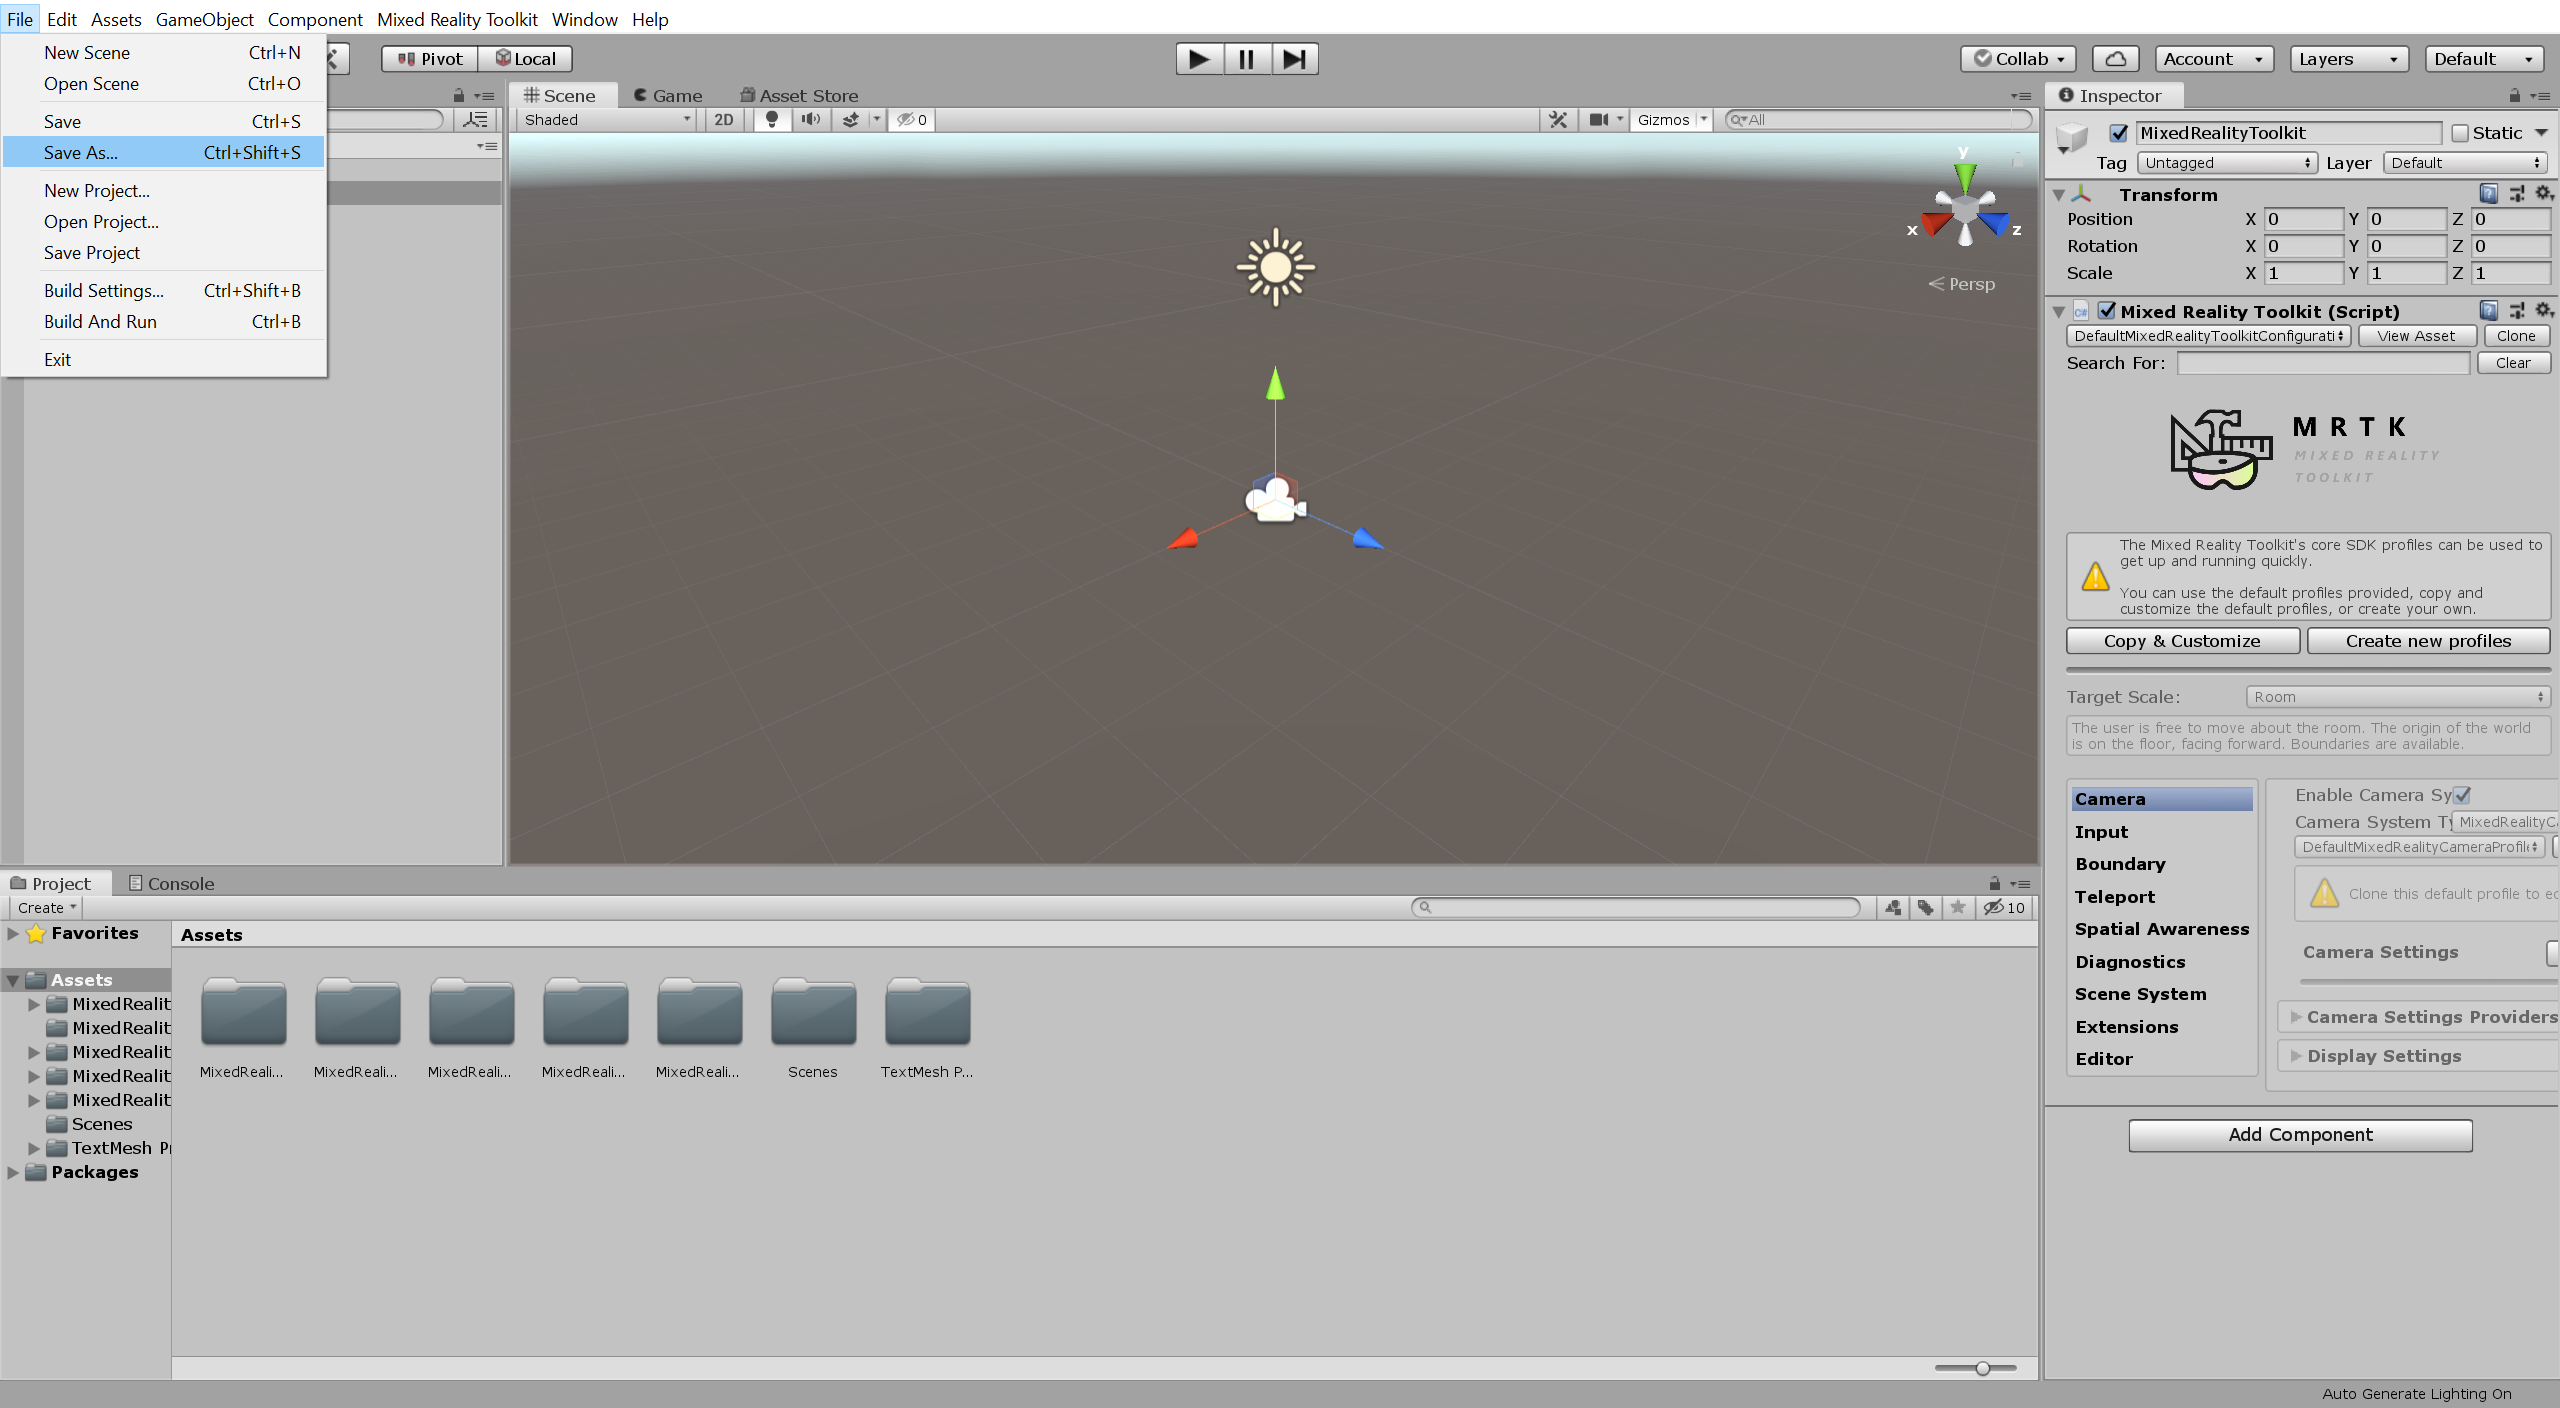 File Edit Assets GameObject Component Mixed Reality Toolkit Window Help
New Scene Ctrl+N
Open Scene Ctrl+O
Save Ctrl+S
Save As... Ctrl+Shift+S
New Project...
Open Project...
Save Project
Build Settings... Ctrl+Shift+B
Build And Run Ctrl+B
Exit
Pivot Local
Collab Account Layers Default
Scene Game Asset Store
Shaded 2D 0 Gizmos All
y
x z
Persp
Inspector
MixedRealityToolkit Static
Tag Untagged Layer Default
Transform
Position X 0 Y 0 Z 0
Rotation X 0 Y 0 Z 0
Scale X 1 Y 1 Z 1
C# Mixed Reality Toolkit (Script)
DefaultMixedRealityToolkitConfigurati View Asset Clone
Search For: Clear
MRTK
MIXED REALITY
TOOLKIT
The Mixed Reality Toolkit's core SDK profiles can be used to
get up and running quickly.
You can use the default profiles provided, copy and
customize the default profiles, or create your own.
Copy & Customize Create new profiles
Target Scale: Room
The user is free to move about the room. The origin of the world
is on the floor, facing forward. Boundaries are available.
Camera
Input
Boundary
Teleport
Spatial Awareness
Diagnostics
Scene System
Extensions
Editor
Enable Camera Sy
Camera System Ty MixedRealityCa
DefaultMixedRealityCameraProfile
Clone this default profile to ed
Camera Settings
Camera Settings Providers
Display Settings
Add Component
Project Console
Create 10
Favorites
Assets
MixedRealit
MixedRealit
MixedRealit
MixedRealit
MixedRealit
Scenes
TextMesh Pr
Packages
Assets
MixedReali... MixedReali... MixedReali... MixedReali... MixedReali... Scenes TextMesh P...
Auto Generate Lighting On